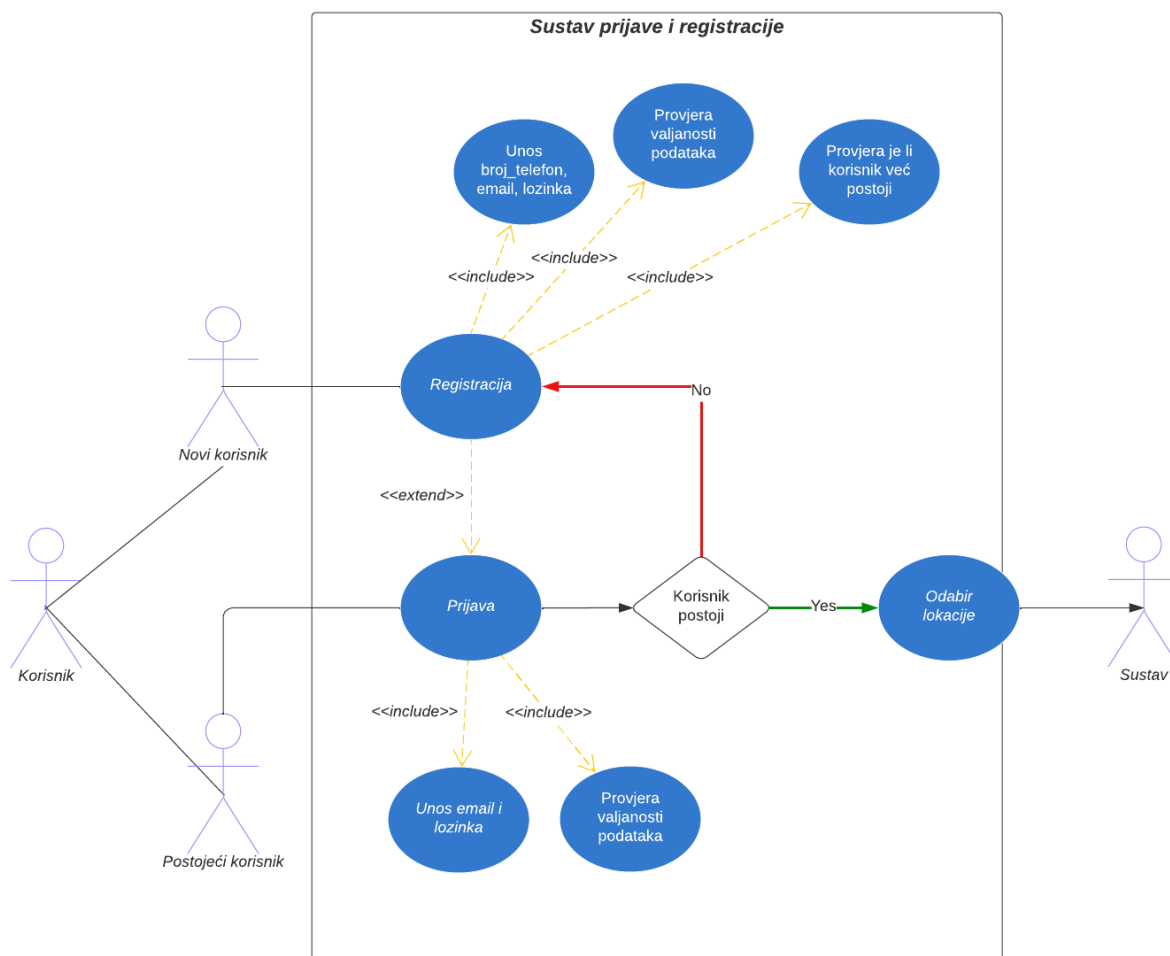 Sustav prijave i registracije
Unos
broj_telefon,
email, lozinka
Provjera
valjanosti
podataka
Provjera je li
korisnik već
postoji
<<include>>
<<include>>
<<include>>
Registracija
No
Novi korisnik
<<extend>>
Korisnik
Prijava
Korisnik
postoji
Yes
Odabir
lokacije
Sustav
<<include>>
<<include>>
Unos email i
lozinka
Provjera
valjanosti
podataka
Postojeći korisnik